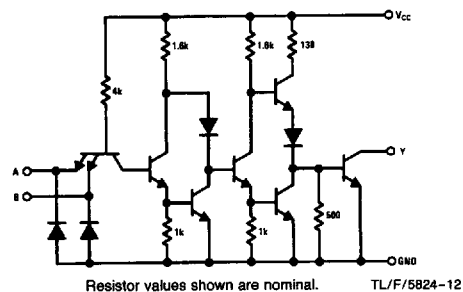 VCC
1.6k
1.6k
130
4k
A
B
Y
1k
1k
500
GND
Resistor values shown are nominal.
TL/F/5824-12